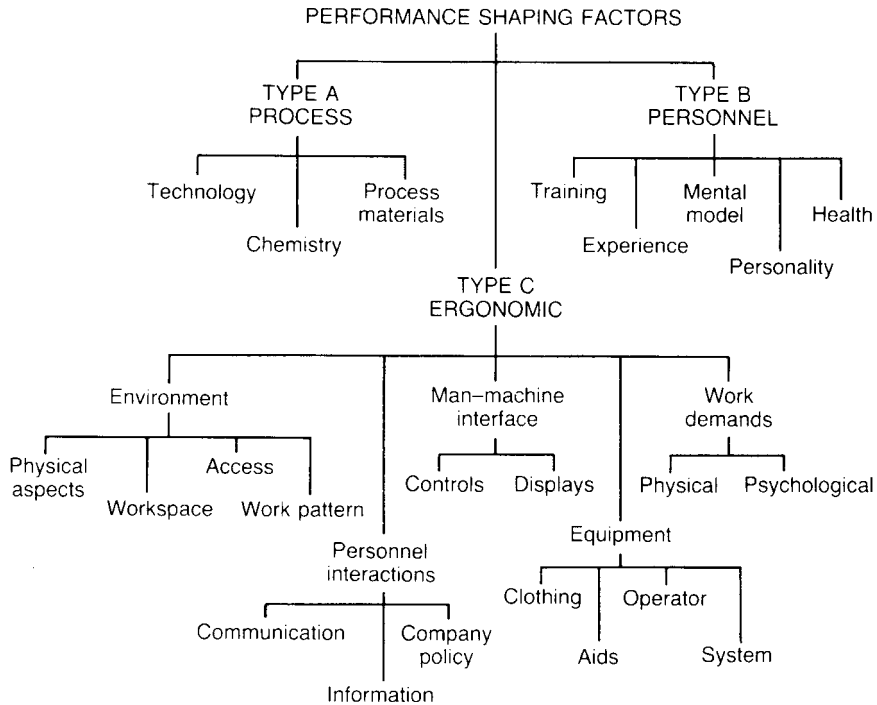 PERFORMANCE SHAPING FACTORS
TYPE A
PROCESS
TYPE B
PERSONNEL
Technology
Process
materials
Chemistry
Training
Mental
model
Health
Experience
Personality
TYPE C
ERGONOMIC
Environment
Man–machine
interface
Work
demands
Physical
aspects
Access
Workspace
Work pattern
Controls
Displays
Physical
Psychological
Personnel
interactions
Equipment
Communication
Company
policy
Information
Clothing
Operator
Aids
System